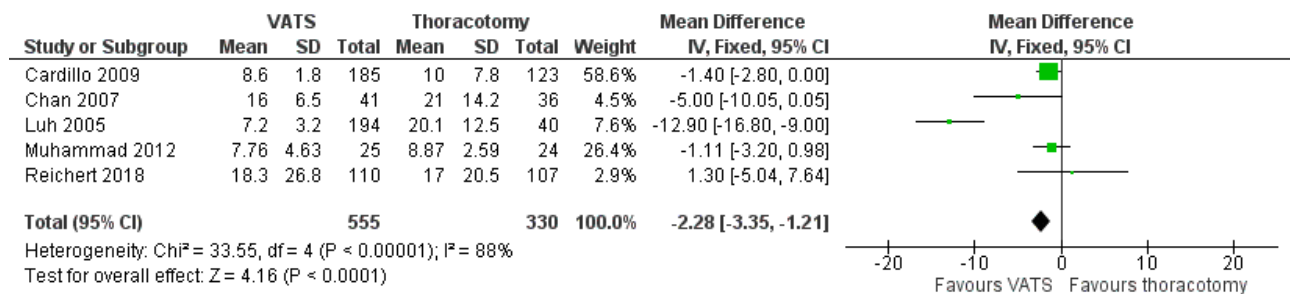 VATS Thoracotomy Mean Difference Mean Difference
Study or Subgroup Mean SD Total Mean SD Total Weight IV, Fixed, 95% CI IV, Fixed, 95% CI
Cardillo 2009 8.6 1.8 185 10 7.8 123 58.6% -1.40 [-2.80, 0.00]
Chan 2007 16 6.5 41 21 14.2 36 4.5% -5.00 [-10.05, 0.05]
Luh 2005 7.2 3.2 194 20.1 12.5 40 7.6% -12.90 [-16.80, -9.00]
Muhammad 2012 7.76 4.63 25 8.87 2.59 24 26.4% -1.11 [-3.20, 0.98]
Reichert 2018 18.3 26.8 110 17 20.5 107 2.9% 1.30 [-5.04, 7.64]
Total (95% CI) 555 330 100.0% -2.28 [-3.35, -1.21]
Heterogeneity: Chi² = 33.55, df = 4 (P < 0.00001); I² = 88%
Test for overall effect: Z = 4.16 (P < 0.0001)
-20 -10 0 10 20
Favours VATS Favours thoracotomy